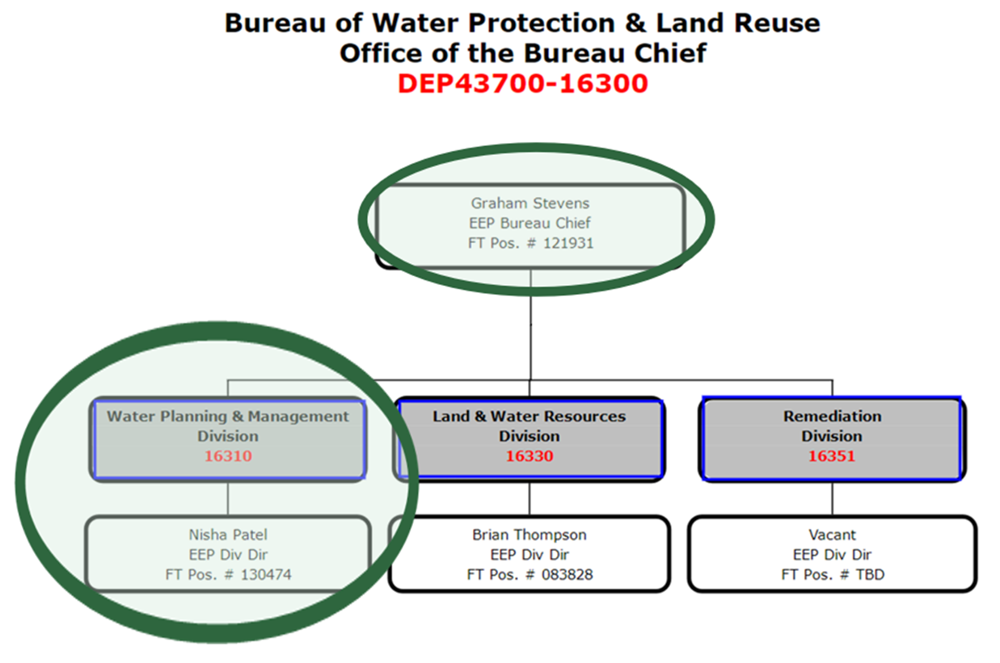 Bureau of Water Protection & Land Reuse
Office of the Bureau Chief
DEP43700-16300
Graham Stevens
EEP Bureau Chief
FT Pos. # 121931
Water Planning & Management
Division
16310
Nisha Patel
EEP Div Dir
FT Pos. # 130474
Land & Water Resources
Division
16330
Brian Thompson
EEP Div Dir
FT Pos. # 083828
Remediation
Division
16351
Vacant
EEP Div Dir
FT Pos. # TBD